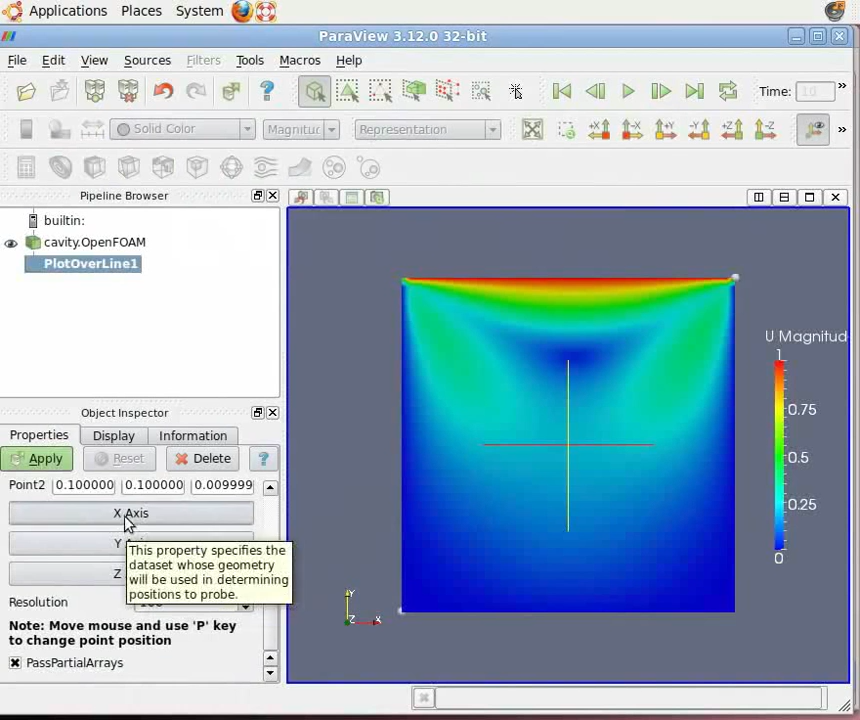 Applications Places System
ParaView 3.12.0 32-bit
File Edit View Sources Filters Tools Macros Help
Time: 10
Solid Color Magnituc Representation
+X -X +Y -Y +Z -Z
Pipeline Browser
builtin:
cavity.OpenFOAM
PlotOverLine1
U Magnitud
1
0.75
0.5
0.25
0
Object Inspector
Properties Display Information
Apply Reset Delete ?
Point2 0.100000 0.100000 0.009999
X Axis
Y
Z
This property specifies the
dataset whose geometry
will be used in determining
positions to probe.
Resolution
Note: Move mouse and use 'P' key
to change point position
PassPartialArrays
Y
Z X